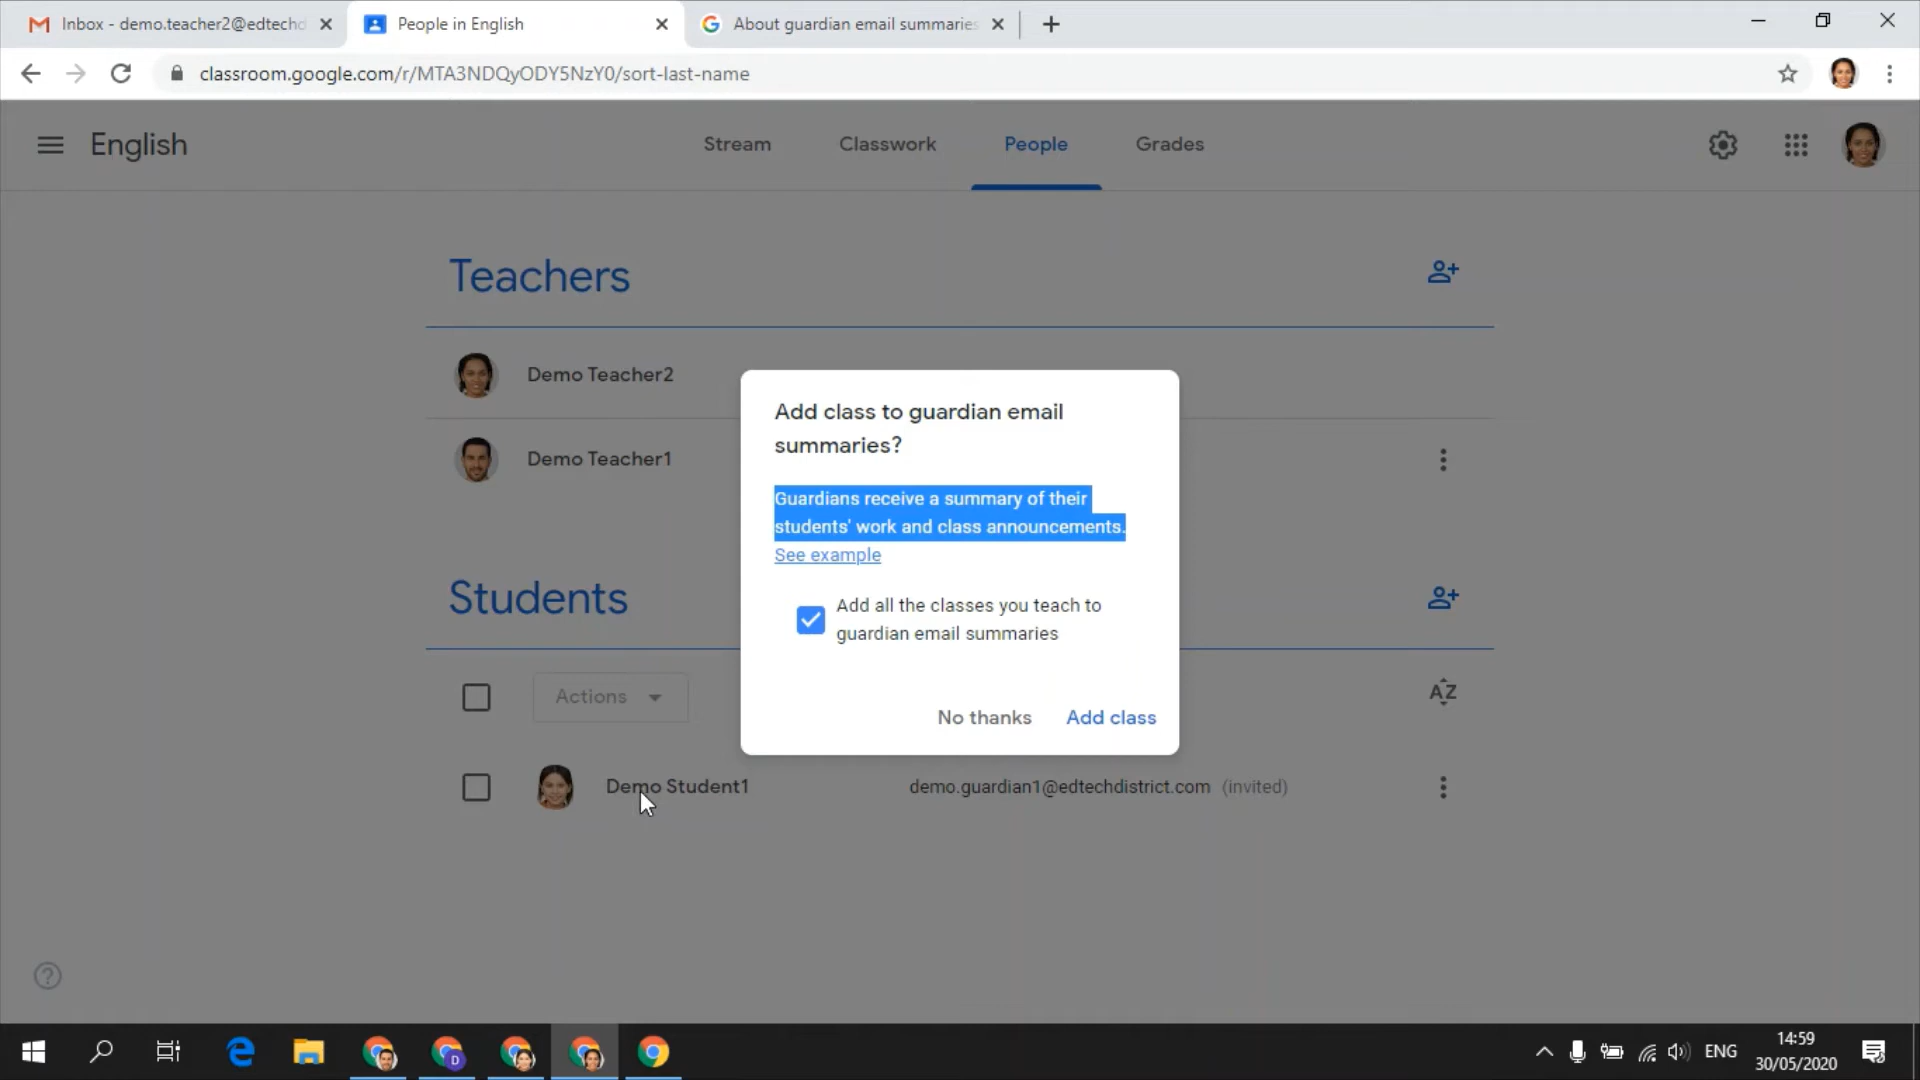 Inbox - demo.teacher2@edtechd
People in English
About guardian email summaries
classroom.google.com/r/MTA3NDQyODY5NzY0/sort-last-name
English
Stream
Classwork
People
Grades
Teachers
Demo Teacher2
Demo Teacher1
Add class to guardian email
summaries?
Guardians receive a summary of their
students' work and class announcements.
See example
Add all the classes you teach to
guardian email summaries
No thanks
Add class
Students
Actions
AZ
Demo Student1
demo.guardian1@edtechdistrict.com (invited)
D
ENG
14:59
30/05/2020